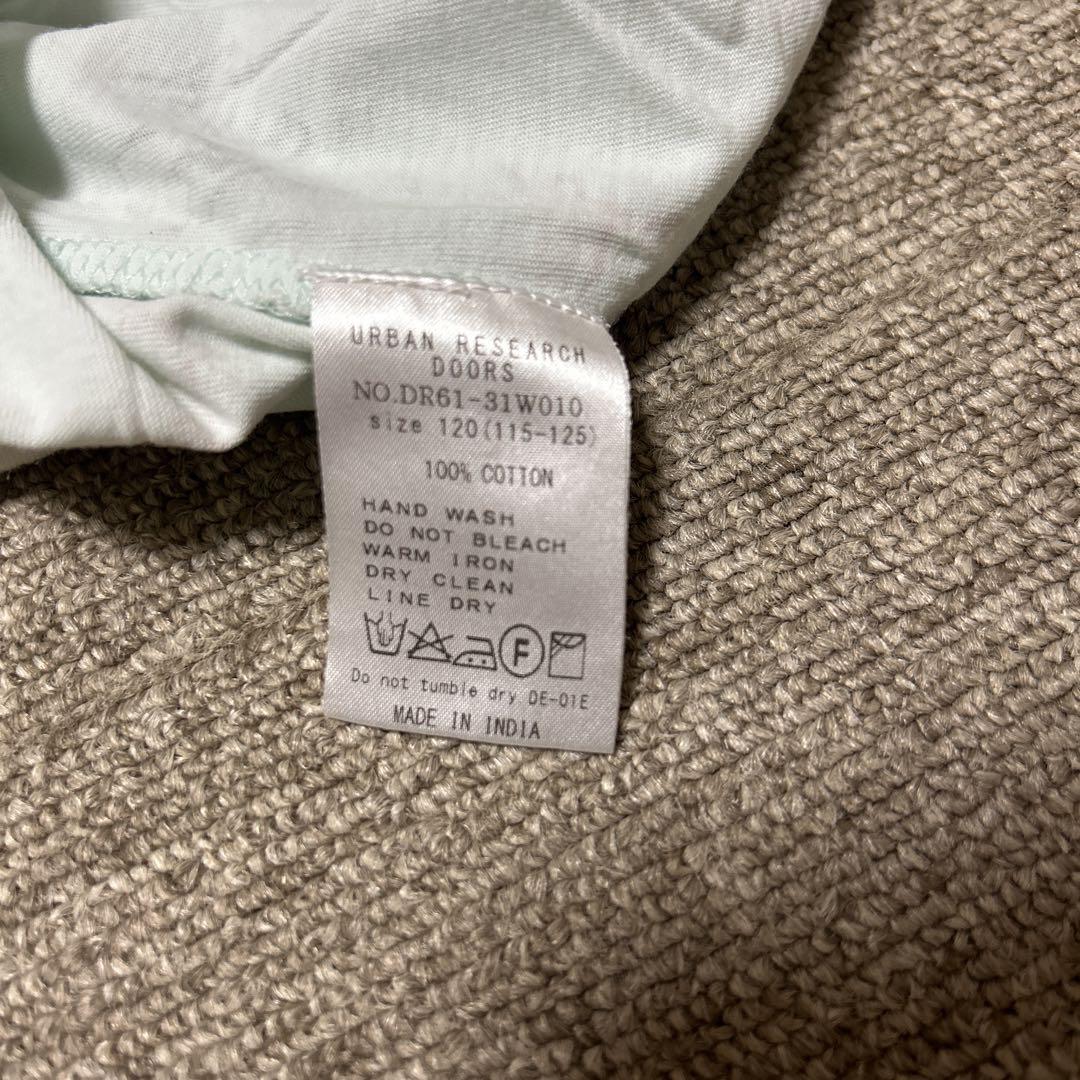 URBAN RESEARCH
DOORS
NO.DR61-31W010
size 120(115-125)
100% COTTON
HAND WASH
DO NOT BLEACH
WARM IRON
DRY CLEAN
LINE DRY
F
Do not tumble dry DE-01E
MADE IN INDIA